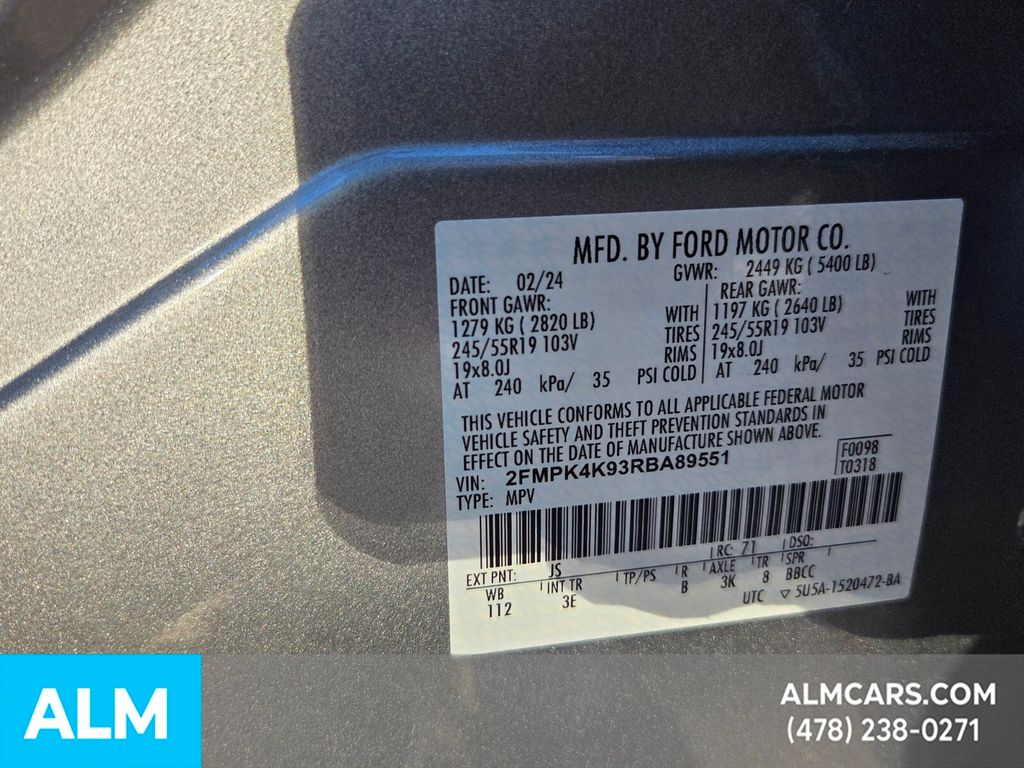 MFD. BY FORD MOTOR CO.
DATE: 02/24 GVWR: 2449 KG ( 5400 LB)
FRONT GAWR: REAR GAWR:
1279 KG ( 2820 LB) WITH 1197 KG ( 2640 LB) WITH
245/55R19 103V TIRES 245/55R19 103V TIRES
19x8.0J RIMS 19x8.0J RIMS
AT 240 kPa/ 35 PSI COLD AT 240 kPa/ 35 PSI COLD
THIS VEHICLE CONFORMS TO ALL APPLICABLE FEDERAL MOTOR
VEHICLE SAFETY AND THEFT PREVENTION STANDARDS IN
EFFECT ON THE DATE OF MANUFACTURE SHOWN ABOVE.
VIN: 2FMPK4K93RBA89551 F0098
TYPE: MPV T0318
EXT PNT: JS RC: 71 DSO:
WB INT TR TP/PS R AXLE TR SPR
112 3E B 3K 8 BBCC
UTC ▽ 5U5A-1520472-BA
ALM
ALMCARS.COM
(478) 238-0271